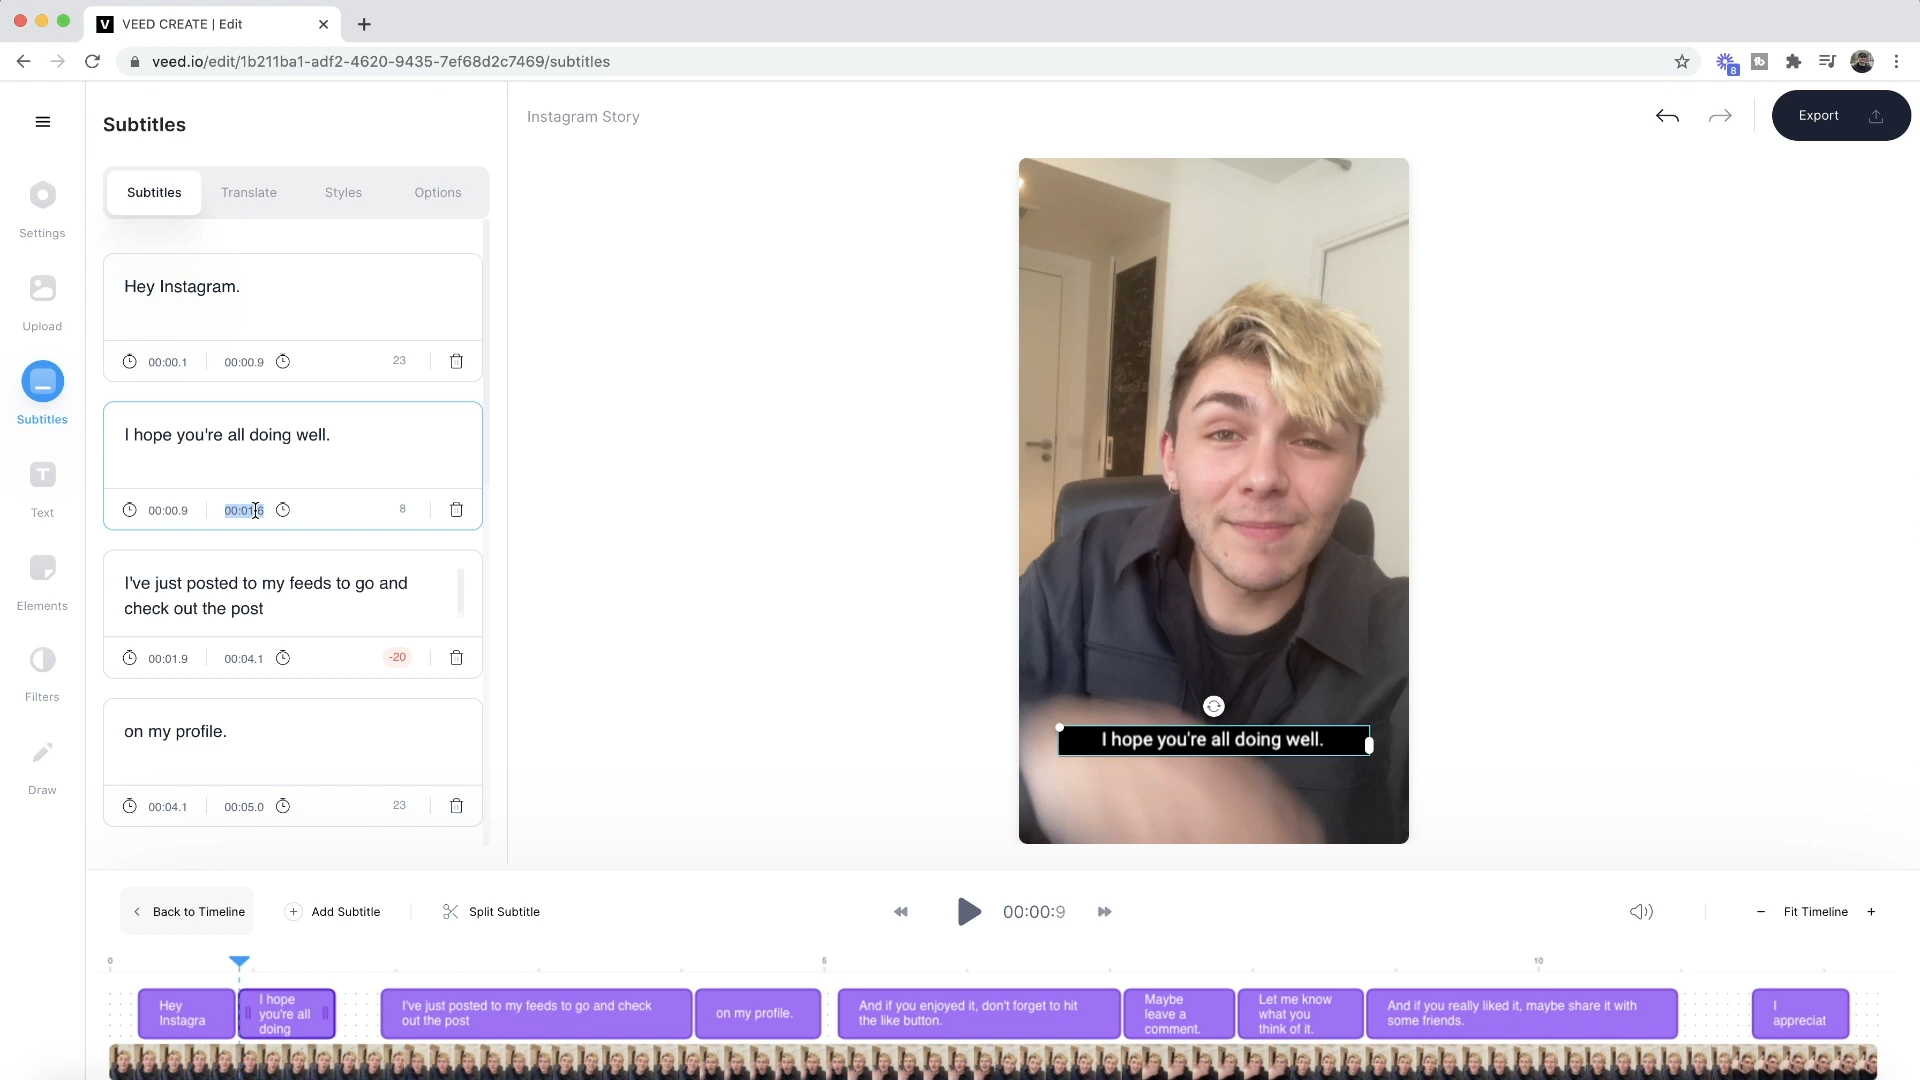 VEED CREATE | Edit
veed.io/edit/1b211ba1-adf2-4620-9435-7ef68d2c7469/subtitles
8
Subtitles
Instagram Story
Export
Subtitles
Translate
Styles
Options
Settings
Upload
Subtitles
Text
Elements
Filters
Draw
Hey Instagram.
00:00.1
00:00.9
23
I hope you're all doing well.
00:00.9
00:01.6
8
I've just posted to my feeds to go and
check out the post
00:01.9
00:04.1
-20
on my profile.
00:04.1
00:05.0
23
I hope you're all doing well.
Back to Timeline
Add Subtitle
Split Subtitle
00:00:9
Fit Timeline
0
5
10
Hey
Instagra
I hope
you're all
doing
I've just posted to my feeds to go and check
out the post
on my profile.
And if you enjoyed it, don't forget to hit
the like button.
Maybe
leave a
comment.
Let me know
what you
think of it.
And if you really liked it, maybe share it with
some friends.
I
appreciat